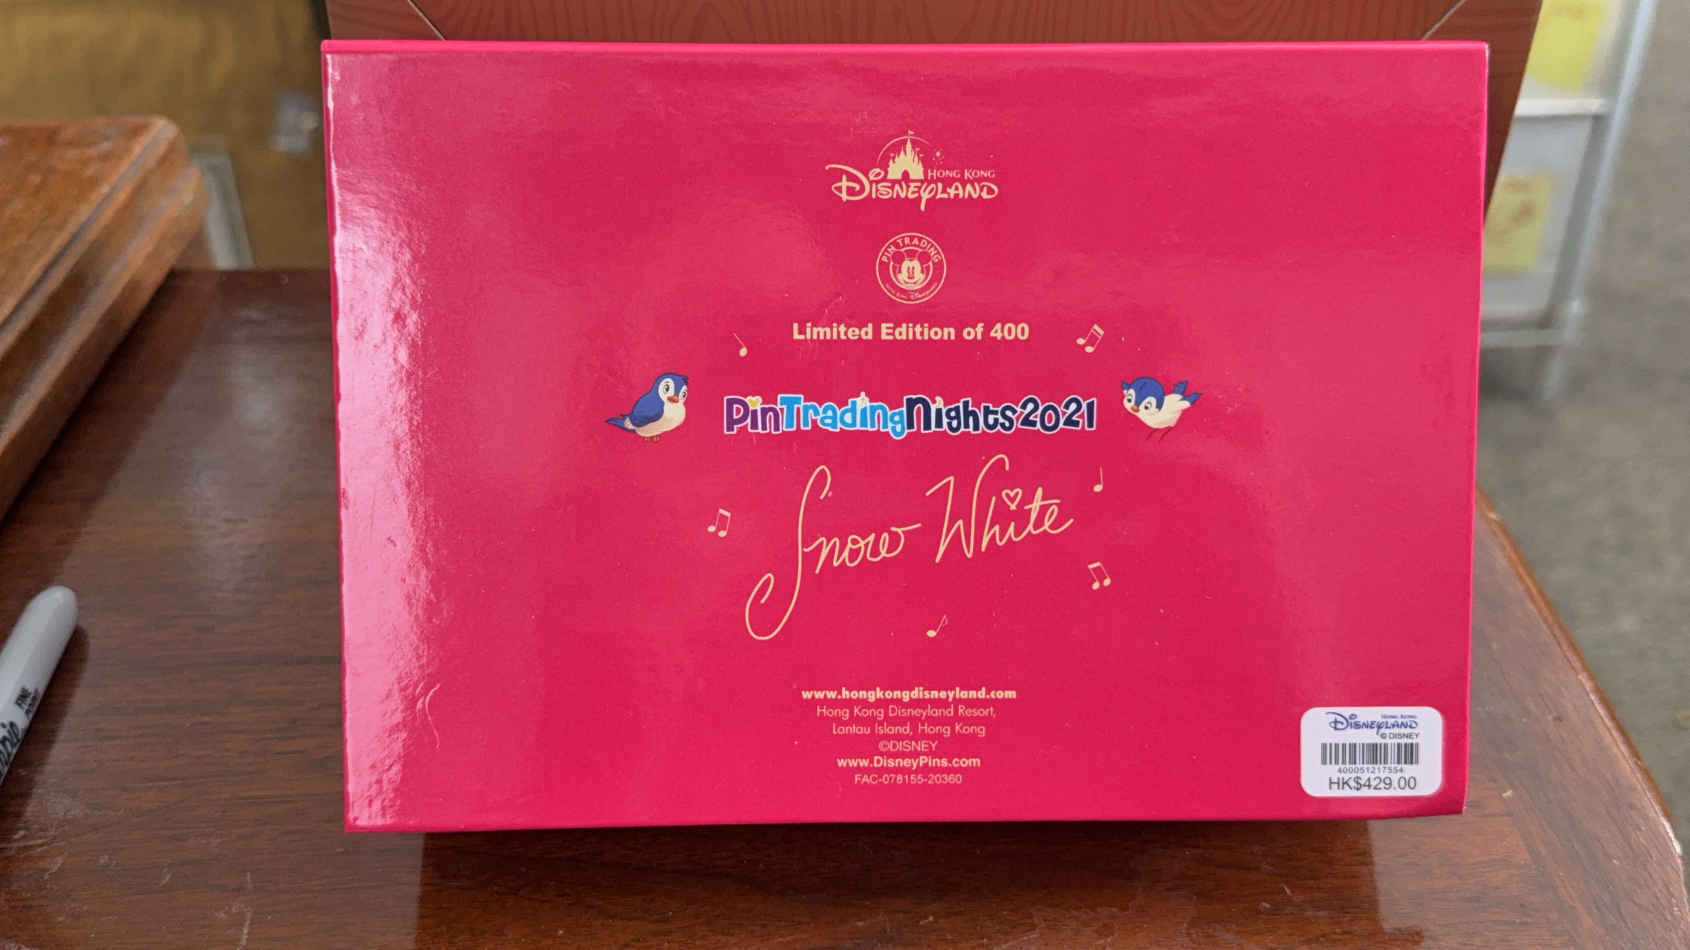 HONG KONG
DISNEYLAND
PIN TRADING
Limited Edition of 400
PinTradingNights2021
Snow White
www.hongkongdisneyland.com
Hong Kong Disneyland Resort,
Lantau Island, Hong Kong
©DISNEY
www.DisneyPins.com
FAC-078155-20360
HONG KONG
DISNEYLAND
© DISNEY
400051217554
HK$429.00
FINE
POINT